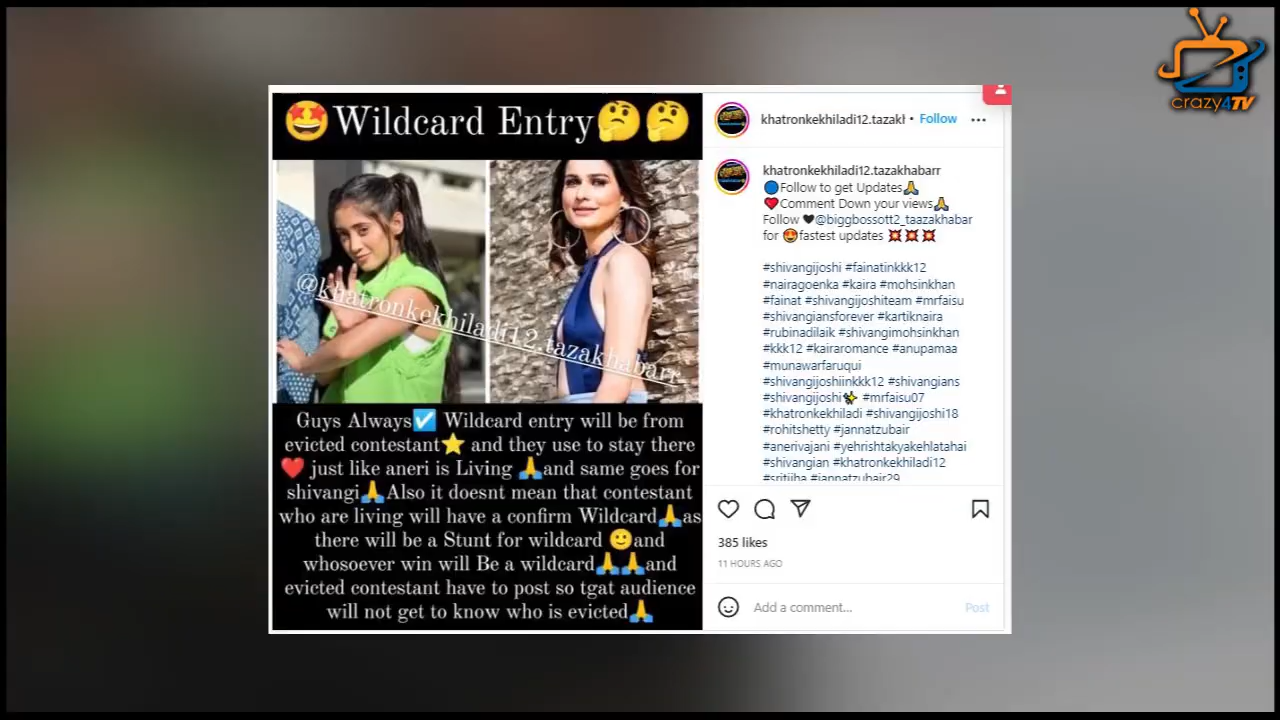 crazy4TV
🤩Wildcard Entry🤔🤔
@khatronkekhiladi12.tazakhabarr
Guys Always☑️ Wildcard entry will be from
evicted contestant⭐ and they use to stay there
❤️ just like aneri is Living 🙏and same goes for
shivangi🙏Also it doesnt mean that contestant
who are living will have a confirm Wildcard🙏as
there will be a Stunt for wildcard 🙂and
whosoever win will Be a wildcard🙏🙏and
evicted contestant have to post so tgat audience
will not get to know who is evicted🙏
khatronkekhiladi12.tazakl • Follow •••
khatronkekhiladi12.tazakhabarr
🔵Follow to get Updates🙏
❤️Comment Down your views🙏
Follow 🖤@biggbossott2_taazakhabar
for 🤩fastest updates 💥💥💥
#shivangijoshi #fainatinkkk12
#nairagoenka #kaira #mohsinkhan
#fainat #shivangijoshiteam #mrfaisu
#shivangiansforever #kartiknaira
#rubinadilaik #shivangimohsinkhan
#kkk12 #kairaromance #anupamaa
#munawarfaruqui
#shivangijoshiinkkk12 #shivangians
#shivangijoshi✨ #mrfaisu07
#khatronkekhiladi #shivangijoshi18
#rohitshetty #jannatzubair
#anerivajani #yehrishtakyakehlatahai
#shivangian #khatronkekhiladi12
#sritijha #jannatzubair29
385 likes
11 HOURS AGO
Add a comment... Post